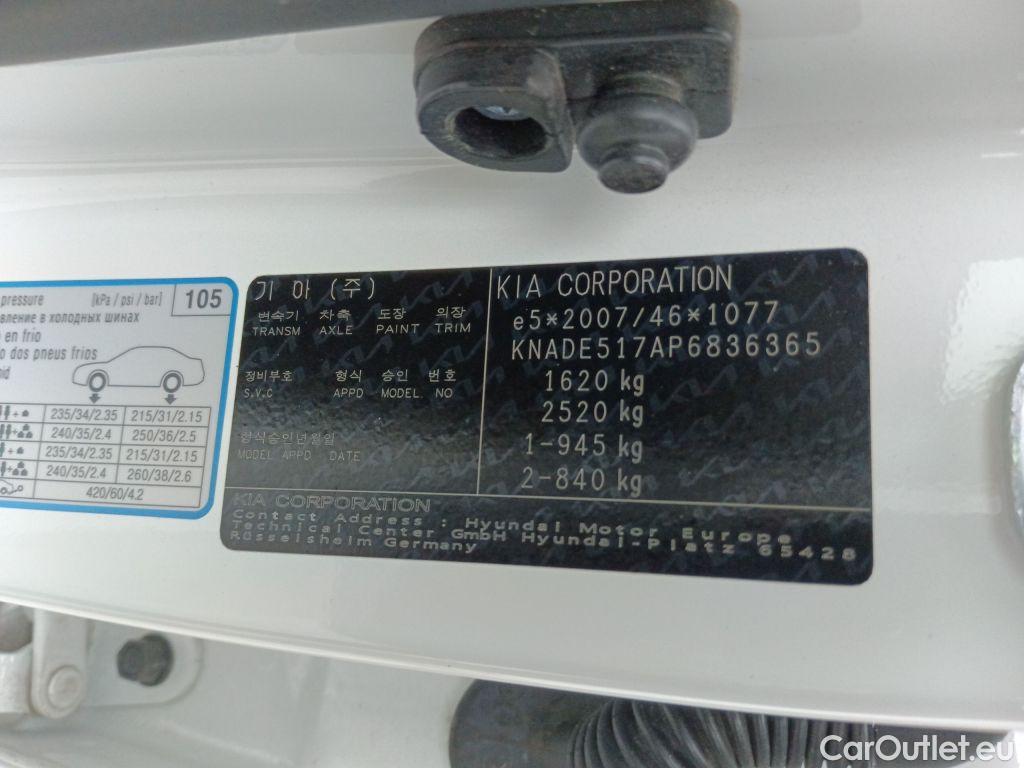 pressure [kPa / psi / bar] 105
вление в холодных шинах
en frio
dos pneus frios
235/34/2.35 215/31/2.15
240/35/2.4 250/36/2.5
235/34/2.35 215/31/2.15
240/35/2.4 260/38/2.6
420/60/4.2
기 아 (주)
변속기 차축 도장 의장
TRANSM AXLE PAINT TRIM
정비부호 형식 승인 번호
S.V.C APPD MODEL. NO
형식승인년월일
MODEL APPD DATE
KIA CORPORATION
e5*2007/46*1077
KNADE517AP6836365
1620 kg
2520 kg
1-945 kg
2-840 kg
KIA CORPORATION
Contact Address : Hyundai Motor Europe
Technical Center GmbH Hyundai-Platz 65428
Rüsselsheim Germany
CarOutlet.eu